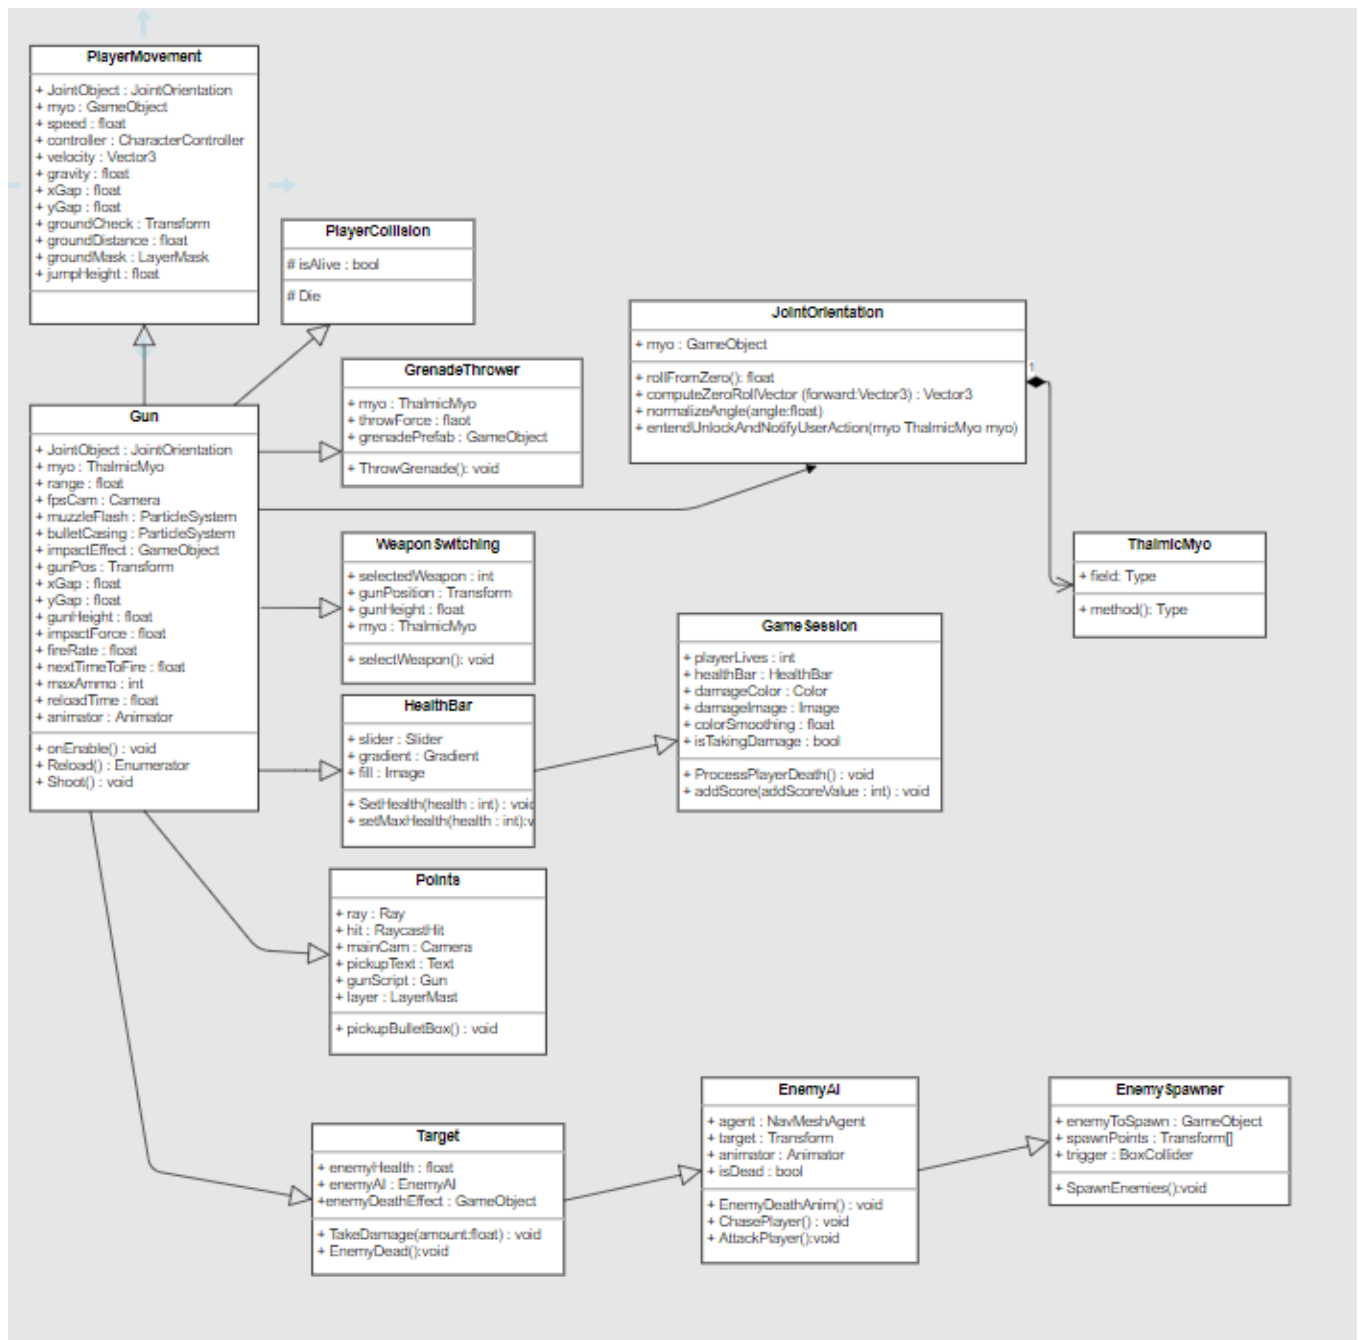 PlayerMovement
+ JointObject : JointOrientation
+ myo : GameObject
+ speed : float
+ controller : CharacterController
+ velocity : Vector3
+ gravity : float
+ xGap : float
+ yGap : float
+ groundCheck : Transform
+ groundDistance : float
+ groundMask : LayerMask
+ jumpHeight : float
PlayerCollision
# isAlive : bool
# Die
GrenadeThrower
+ myo : ThalmicMyo
+ throwForce : flaot
+ grenadePrefab : GameObject
+ ThrowGrenade(): void
JointOrientation
+ myo : GameObject
+ rollFromZero(): float
+ computeZeroRollVector (forward:Vector3) : Vector3
+ normalizeAngle(angle:float)
+ entendUnlockAndNotifyUserAction(myo ThalmicMyo myo)
1
Gun
+ JointObject : JointOrientation
+ myo : ThalmicMyo
+ range : float
+ fpsCam : Camera
+ muzzleFlash : ParticleSystem
+ bulletCasing : ParticleSystem
+ impactEffect : GameObject
+ gunPos : Transform
+ xGap : float
+ yGap : float
+ gunHeight : float
+ impactForce : float
+ fireRate : float
+ nextTimeToFire : float
+ maxAmmo : int
+ reloadTime : float
+ animator : Animator
+ onEnable() : void
+ Reload() : Enumerator
+ Shoot() : void
Weapon Switching
+ selectedWeapon : int
+ gunPosition : Transform
+ gunHeight : float
+ myo : ThalmicMyo
+ selectWeapon(): void
ThalmicMyo
+ field: Type
+ method(): Type
GameSession
+ playerLives : int
+ healthBar : HealthBar
+ damageColor : Color
+ damageImage : Image
+ colorSmoothing : float
+ isTakingDamage : bool
+ ProcessPlayerDeath() : void
+ addScore(addScoreValue : int) : void
HealthBar
+ slider : Slider
+ gradient : Gradient
+ fill : Image
+ SetHealth(health : int) : void
+ setMaxHealth(health : int):v
Points
+ ray : Ray
+ hit : RaycastHit
+ mainCam : Camera
+ pickupText : Text
+ gunScript : Gun
+ layer : LayerMast
+ pickupBulletBox() : void
Target
+ enemyHealth : float
+ enemyAI : EnemyAI
+enemyDeathEffect : GameObject
+ TakeDamage(amount:float) : void
+ EnemyDead():void
EnemyAI
+ agent : NavMeshAgent
+ target : Transform
+ animator : Animator
+ isDead : bool
+ EnemyDeathAnim() : void
+ ChasePlayer() : void
+ AttackPlayer():void
EnemySpawner
+ enemyToSpawn : GameObject
+ spawnPoints : Transform[]
+ trigger : BoxCollider
+ SpawnEnemies():void